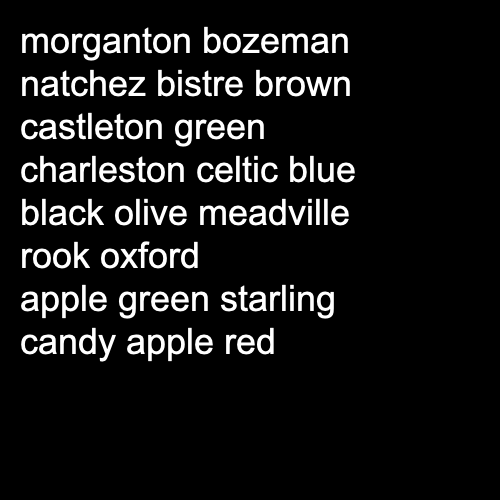 morganton bozeman
natchez bistre brown
castleton green
charleston celtic blue
black olive meadville
rook oxford
apple green starling
candy apple red